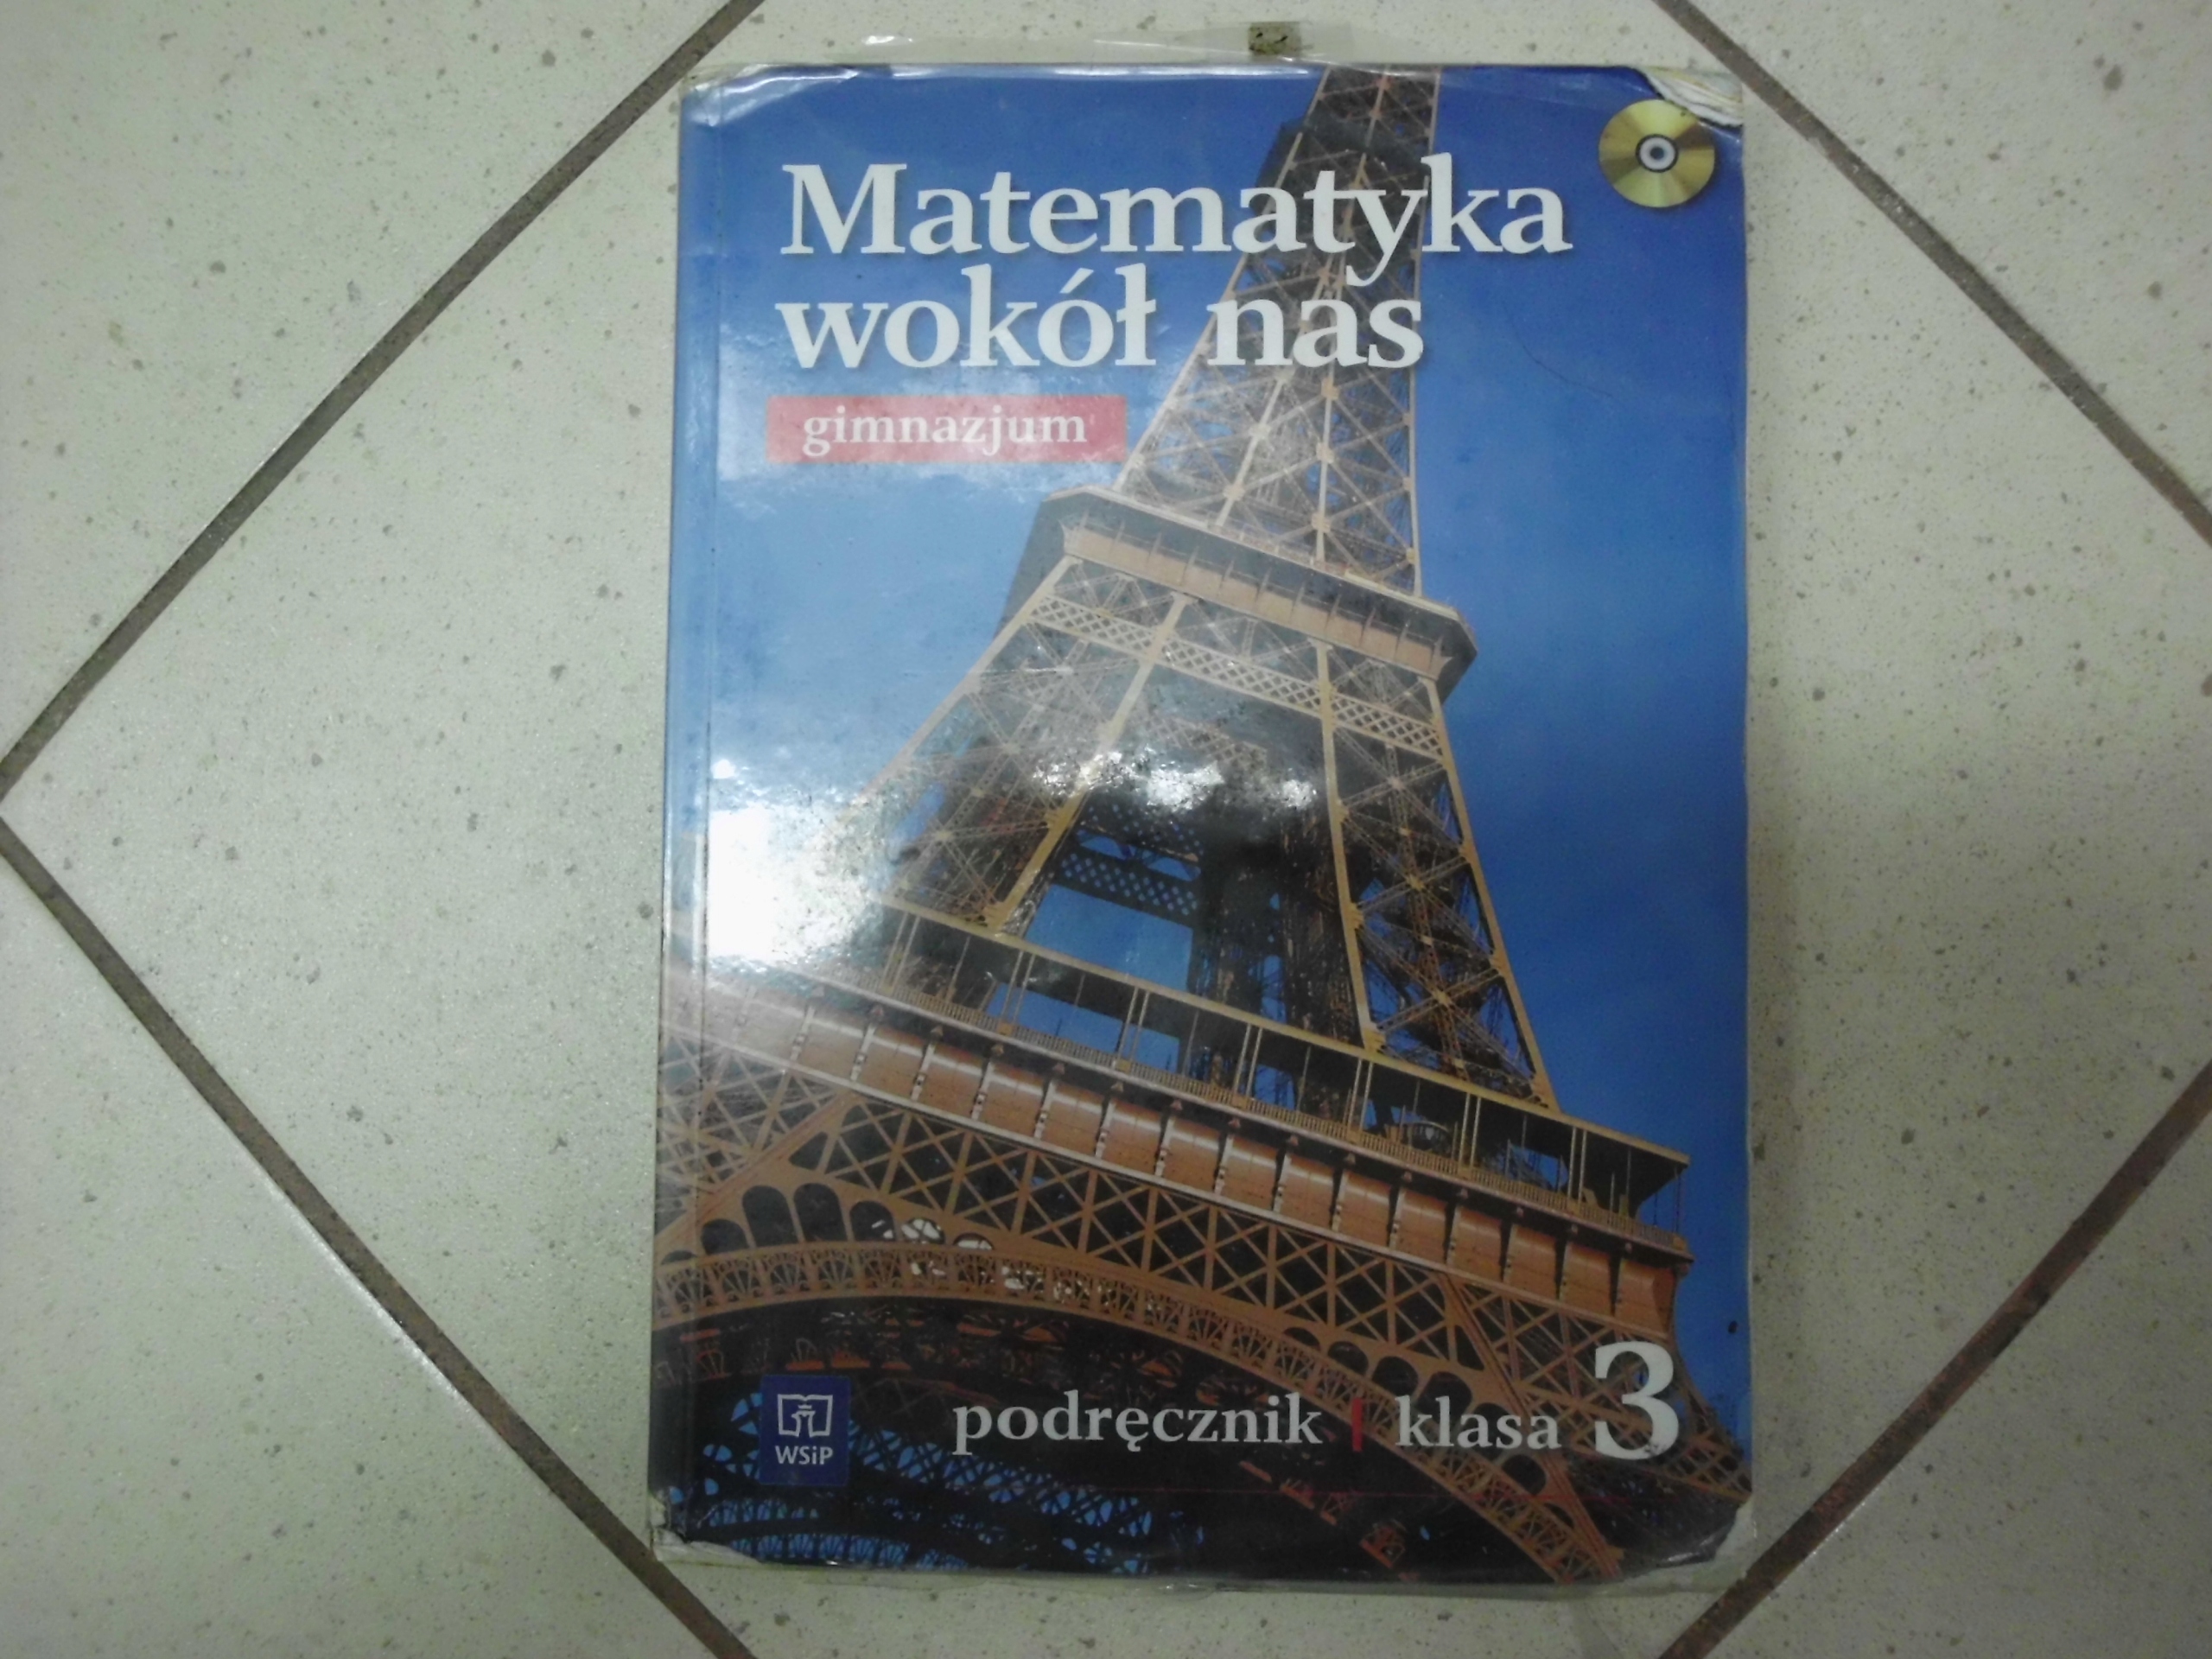 Matematyka
wokół nas
gimnazjum
podręcznik | klasa 3
WSiP